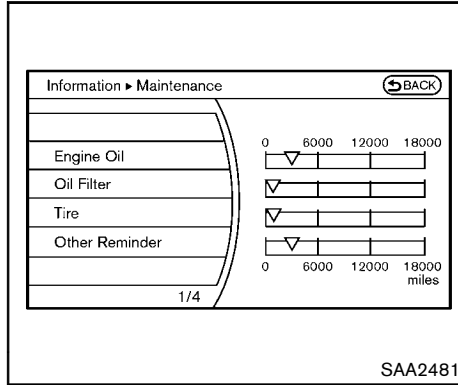 Information ▸ Maintenance
BACK
0 6000 12000 18000
Engine Oil
Oil Filter
Tire
Other Reminder
0 6000 12000 18000
miles
1/4
SAA2481